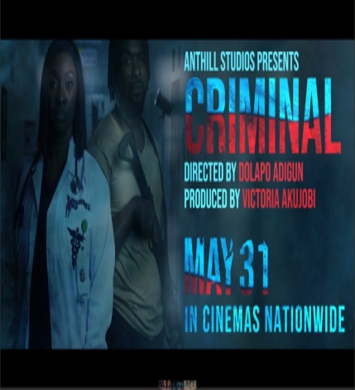 ANTHILL STUDIOS PRESENTS
CRIMINAL
DIRECTED BY DOLAPO ADIGUN
PRODUCED BY VICTORIA AKUJOBI
MAY 31
IN CINEMAS NATIONWIDE